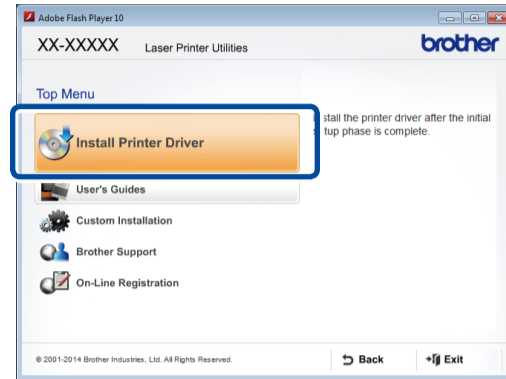 Adobe Flash Player 10
XX-XXXXX Laser Printer Utilities brother
Top Menu
Install Printer Driver
stall the printer driver after the initial
tup phase is complete.
User's Guides
Custom Installation
Brother Support
On-Line Registration
© 2001-2014 Brother Industries, Ltd. All Rights Reserved. Back Exit